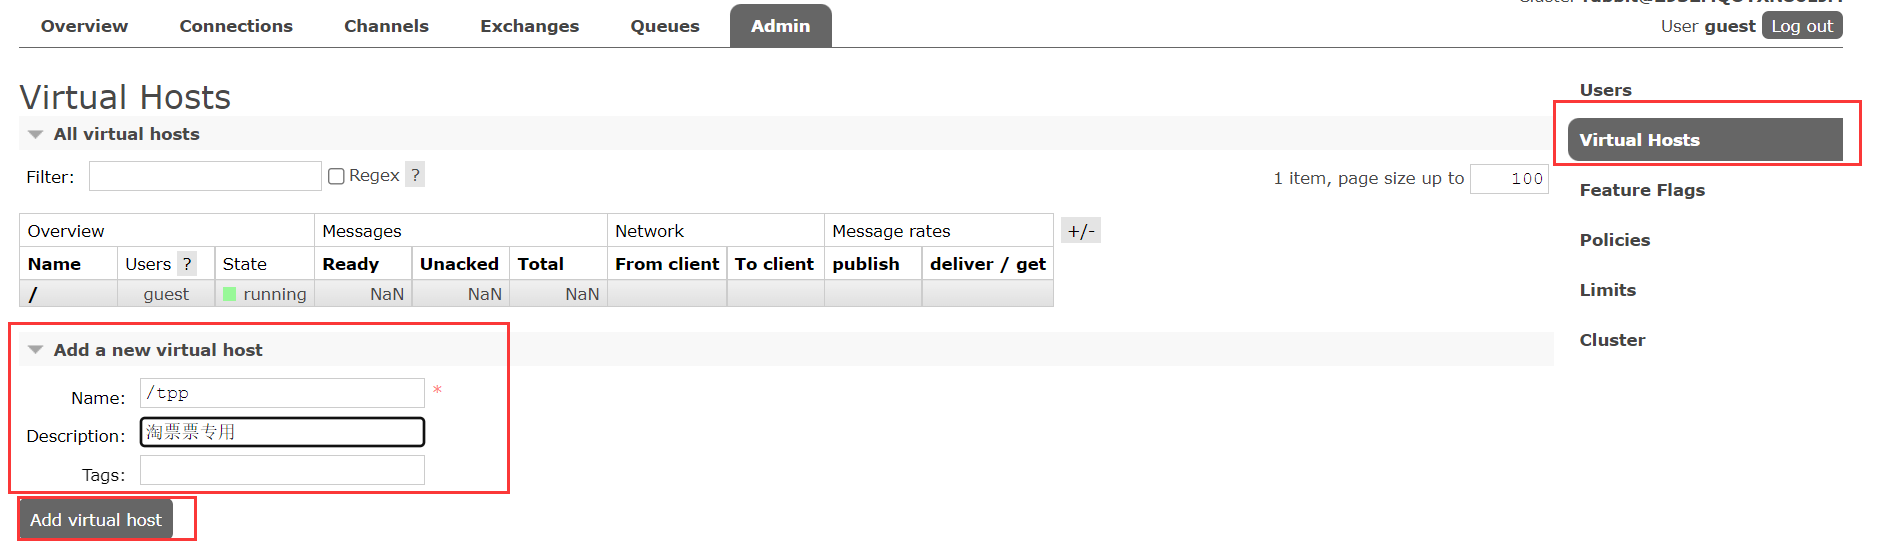 Overview Connections Channels Exchanges Queues Admin
User guest Log out
Virtual Hosts
All virtual hosts
Filter: Regex ? 1 item, page size up to 100
Overview Messages Network Message rates +/-
Name Users ? State Ready Unacked Total From client To client publish deliver / get
/ guest running NaN NaN NaN
Add a new virtual host
Name: /tpp *
Description: 淘票票专用
Tags:
Add virtual host
Users
Virtual Hosts
Feature Flags
Policies
Limits
Cluster